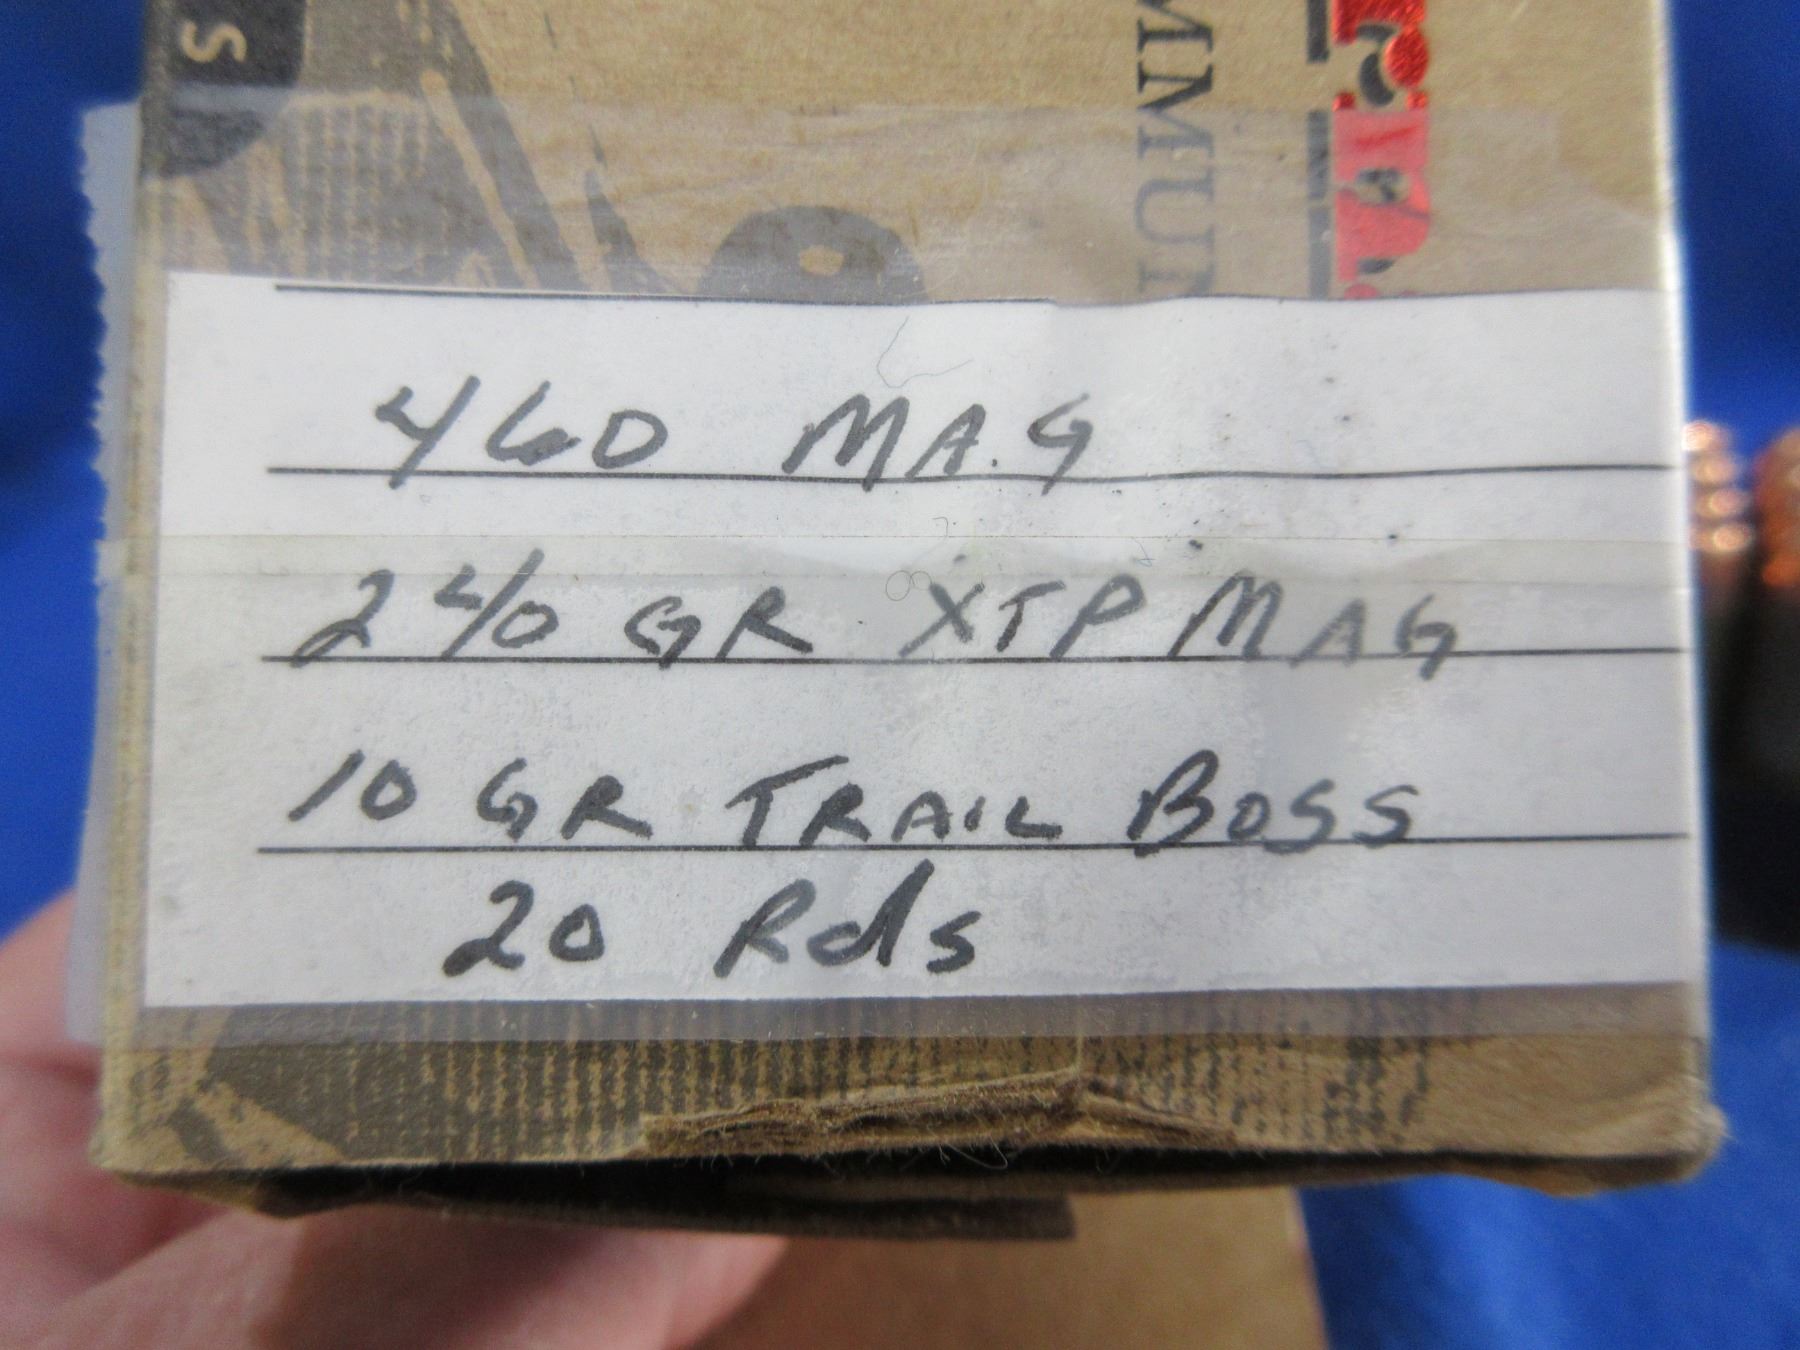 S
460 MAG
240 GR XTP MAG
10 GR TRAIL BOSS
20 Rds